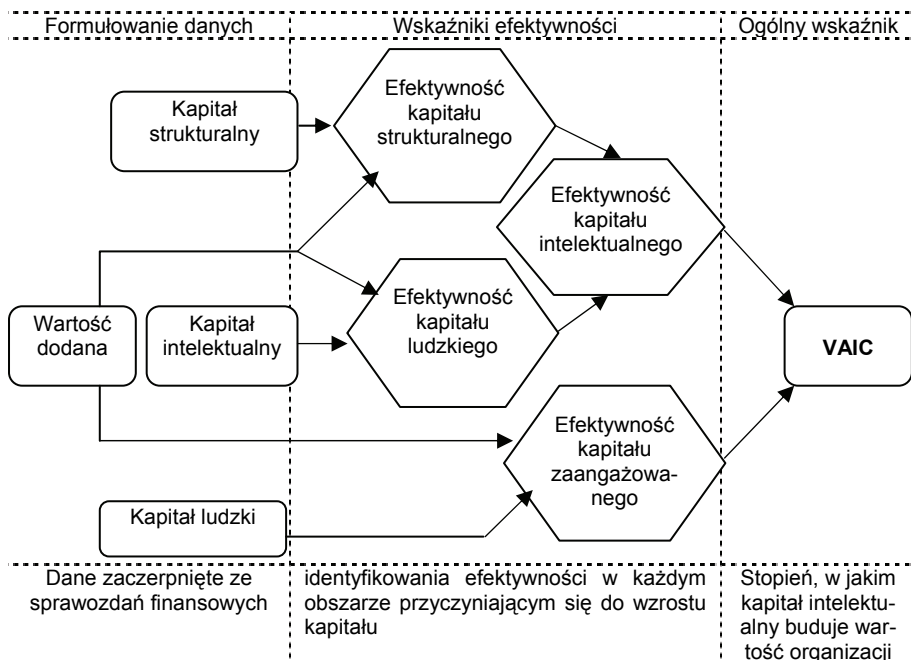 Formułowanie danych
Wskaźniki efektywności
Ogólny wskaźnik
Kapitał
strukturalny
Efektywność
kapitału
strukturalnego
Efektywność
kapitału
intelektualnego
Wartość
dodana
Kapitał
intelektualny
Efektywność
kapitału
ludzkiego
VAIC
Efektywność
kapitału
zaangażowa-
nego
Kapitał ludzki
Dane zaczerpnięte ze
sprawozdań finansowych
identyfikowania efektywności w każdym
obszarze przyczyniającym się do wzrostu
kapitału
Stopień, w jakim
kapitał intelektu-
alny buduje war-
tość organizacji